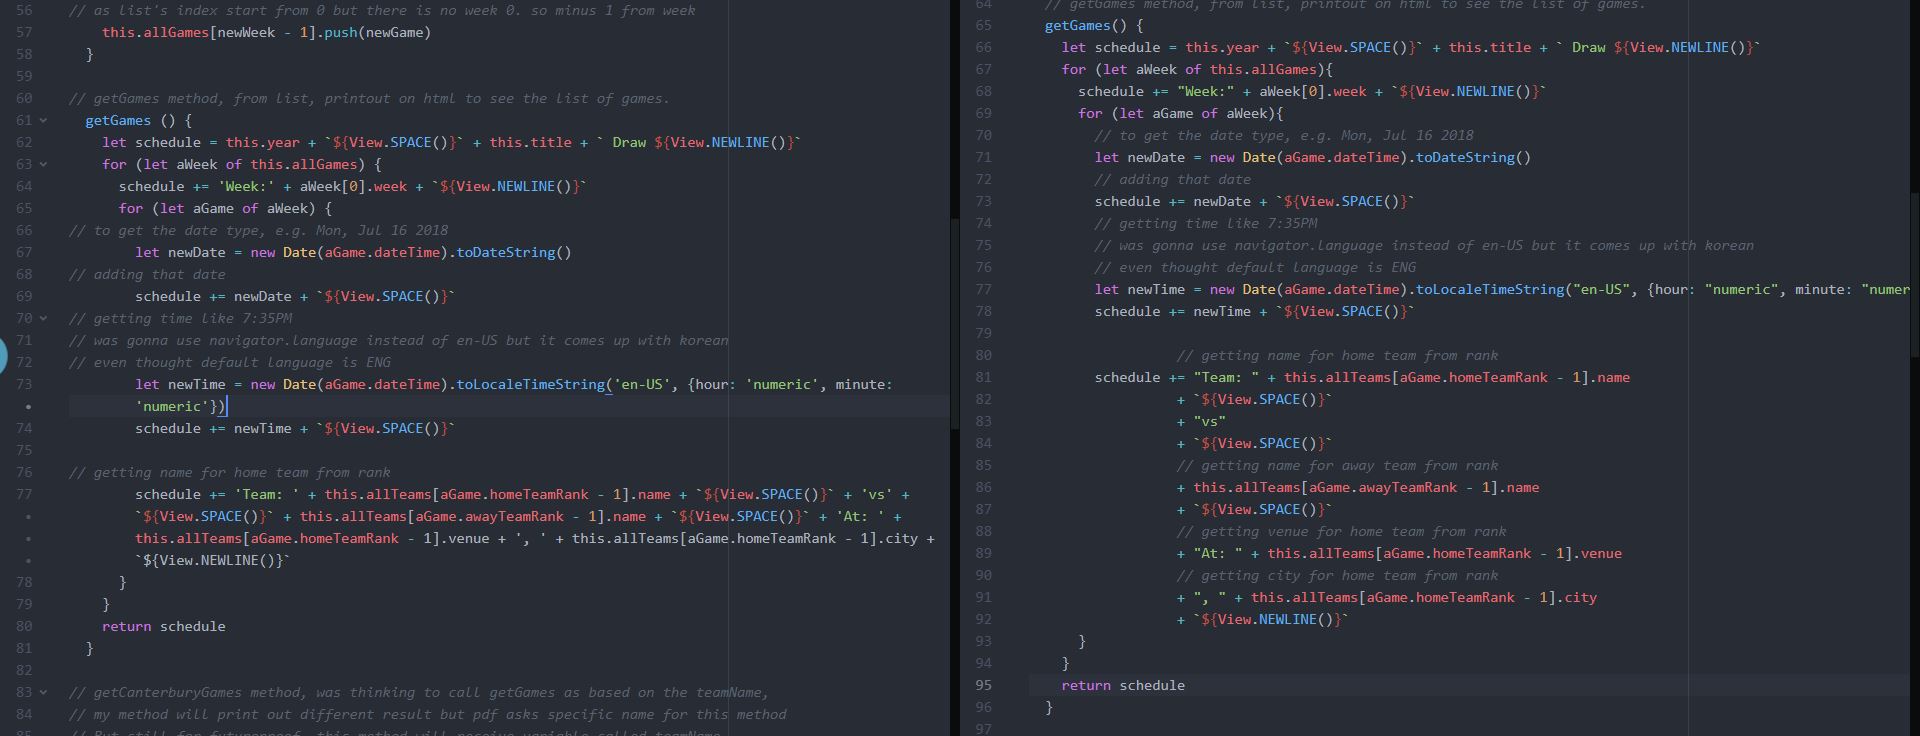 56 // as list's index start from 0 but there is no week 0. so minus 1 from week
57 this.allGames[newWeek - 1].push(newGame)
58 }
59
60 // getGames method, from list, printout on html to see the list of games.
61 getGames () {
62 let schedule = this.year + `${View.SPACE()}` + this.title + ` Draw ${View.NEWLINE()}`
63 for (let aWeek of this.allGames) {
64 schedule += 'Week:' + aWeek[0].week + `${View.NEWLINE()}`
65 for (let aGame of aWeek) {
66 // to get the date type, e.g. Mon, Jul 16 2018
67 let newDate = new Date(aGame.dateTime).toDateString()
68 // adding that date
69 schedule += newDate + `${View.SPACE()}`
70 // getting time like 7:35PM
71 // was gonna use navigator.language instead of en-US but it comes up with korean
72 // even thought default language is ENG
73 let newTime = new Date(aGame.dateTime).toLocaleTimeString('en-US', {hour: 'numeric', minute:
• 'numeric'})
74 schedule += newTime + `${View.SPACE()}`
75
76 // getting name for home team from rank
77 schedule += 'Team: ' + this.allTeams[aGame.homeTeamRank - 1].name + `${View.SPACE()}` + 'vs' +
• `${View.SPACE()}` + this.allTeams[aGame.awayTeamRank - 1].name + `${View.SPACE()}` + 'At: ' +
• this.allTeams[aGame.homeTeamRank - 1].venue + ', ' + this.allTeams[aGame.homeTeamRank - 1].city +
• `${View.NEWLINE()}`
78 }
79 }
80 return schedule
81 }
82
83 // getCanterburyGames method, was thinking to call getGames as based on the teamName,
84 // my method will print out different result but pdf asks specific name for this method
85 // But still for futureproof, this method will receive variable called teamName
64 // getGames method, from list, printout on html to see the list of games.
65 getGames() {
66 let schedule = this.year + `${View.SPACE()}` + this.title + ` Draw ${View.NEWLINE()}`
67 for (let aWeek of this.allGames){
68 schedule += "Week:" + aWeek[0].week + `${View.NEWLINE()}`
69 for (let aGame of aWeek){
70 // to get the date type, e.g. Mon, Jul 16 2018
71 let newDate = new Date(aGame.dateTime).toDateString()
72 // adding that date
73 schedule += newDate + `${View.SPACE()}`
74 // getting time like 7:35PM
75 // was gonna use navigator.language instead of en-US but it comes up with korean
76 // even thought default language is ENG
77 let newTime = new Date(aGame.dateTime).toLocaleTimeString("en-US", {hour: "numeric", minute: "numer
78 schedule += newTime + `${View.SPACE()}`
79
80 // getting name for home team from rank
81 schedule += "Team: " + this.allTeams[aGame.homeTeamRank - 1].name
82 + `${View.SPACE()}`
83 + "vs"
84 + `${View.SPACE()}`
85 // getting name for away team from rank
86 + this.allTeams[aGame.awayTeamRank - 1].name
87 + `${View.SPACE()}`
88 // getting venue for home team from rank
89 + "At: " + this.allTeams[aGame.homeTeamRank - 1].venue
90 // getting city for home team from rank
91 + ", " + this.allTeams[aGame.homeTeamRank - 1].city
92 + `${View.NEWLINE()}`
93 }
94 }
95 return schedule
96 }
97